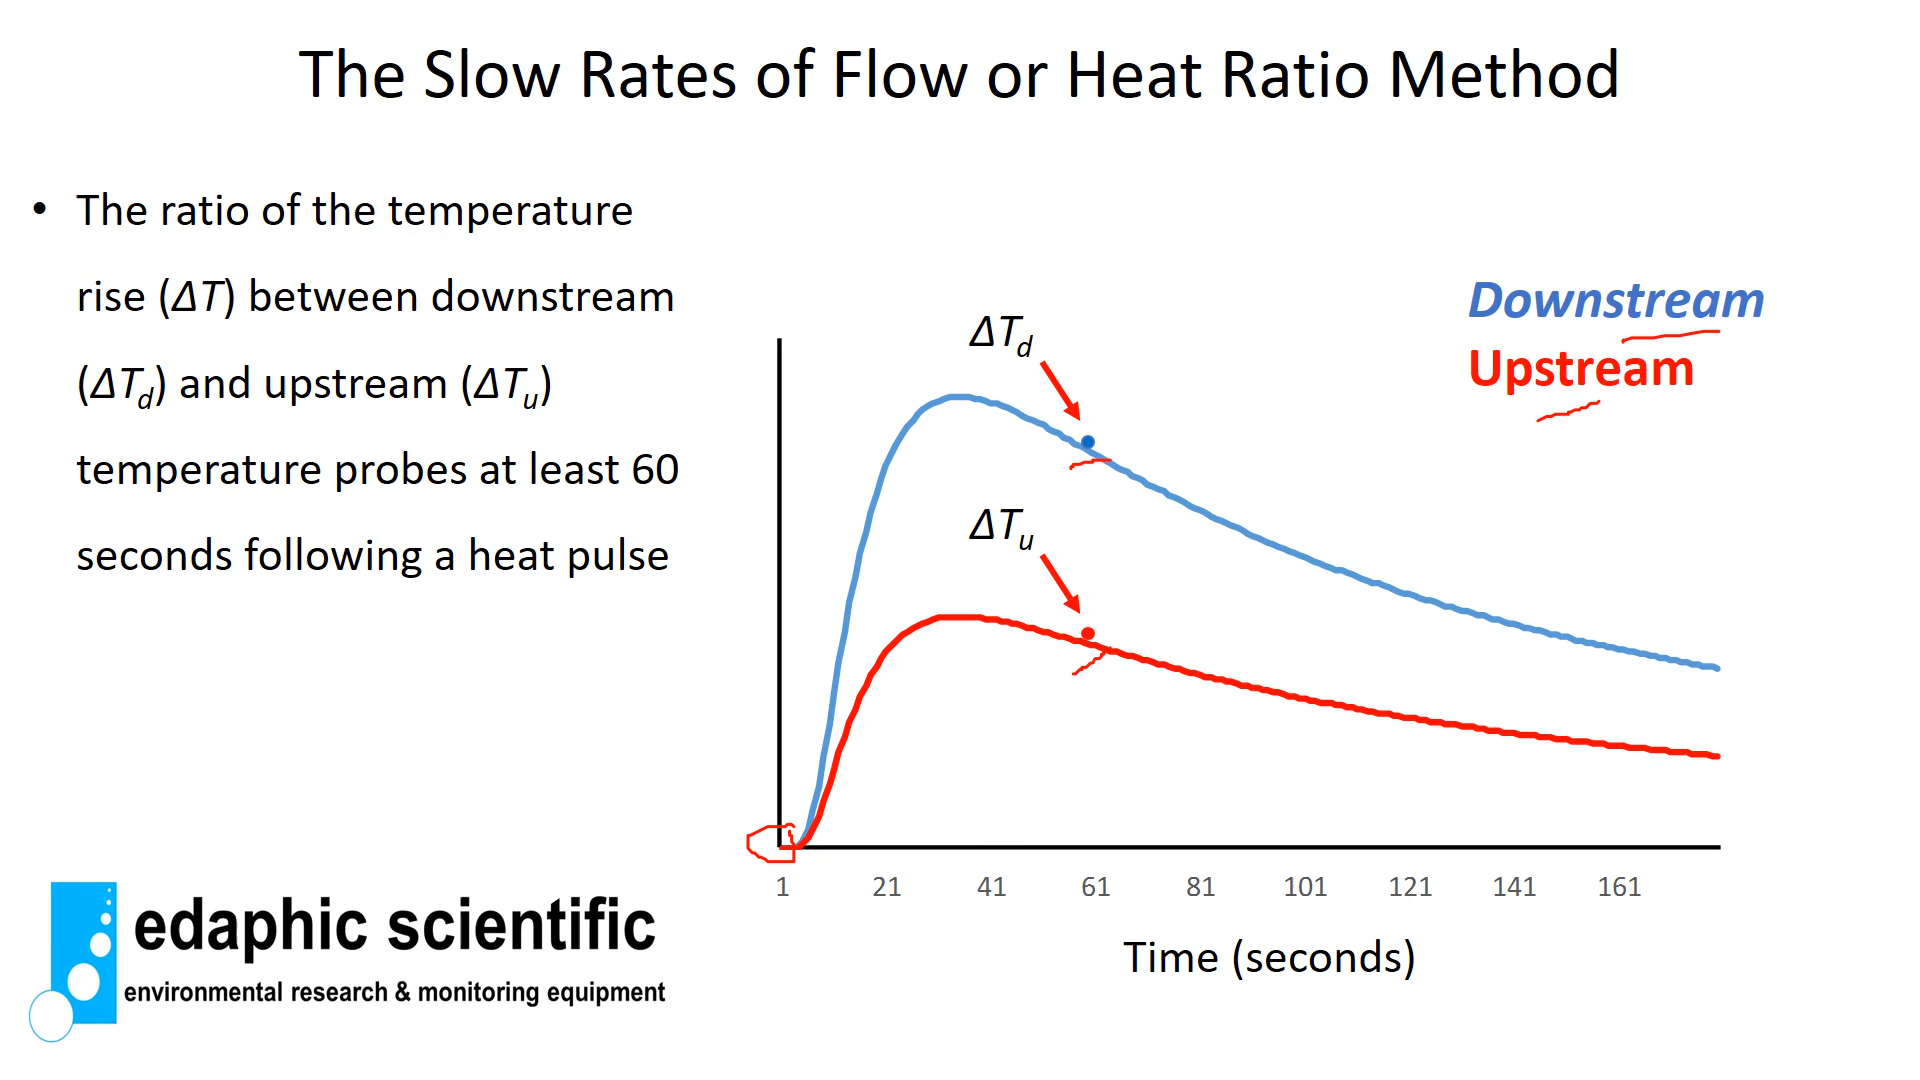 The Slow Rates of Flow or Heat Ratio Method
• The ratio of the temperature
rise (ΔT) between downstream
(ΔTd) and upstream (ΔTu)
temperature probes at least 60
seconds following a heat pulse
Downstream
Upstream
ΔTd
ΔTu
1 21 41 61 81 101 121 141 161
Time (seconds)
edaphic scientific
environmental research & monitoring equipment